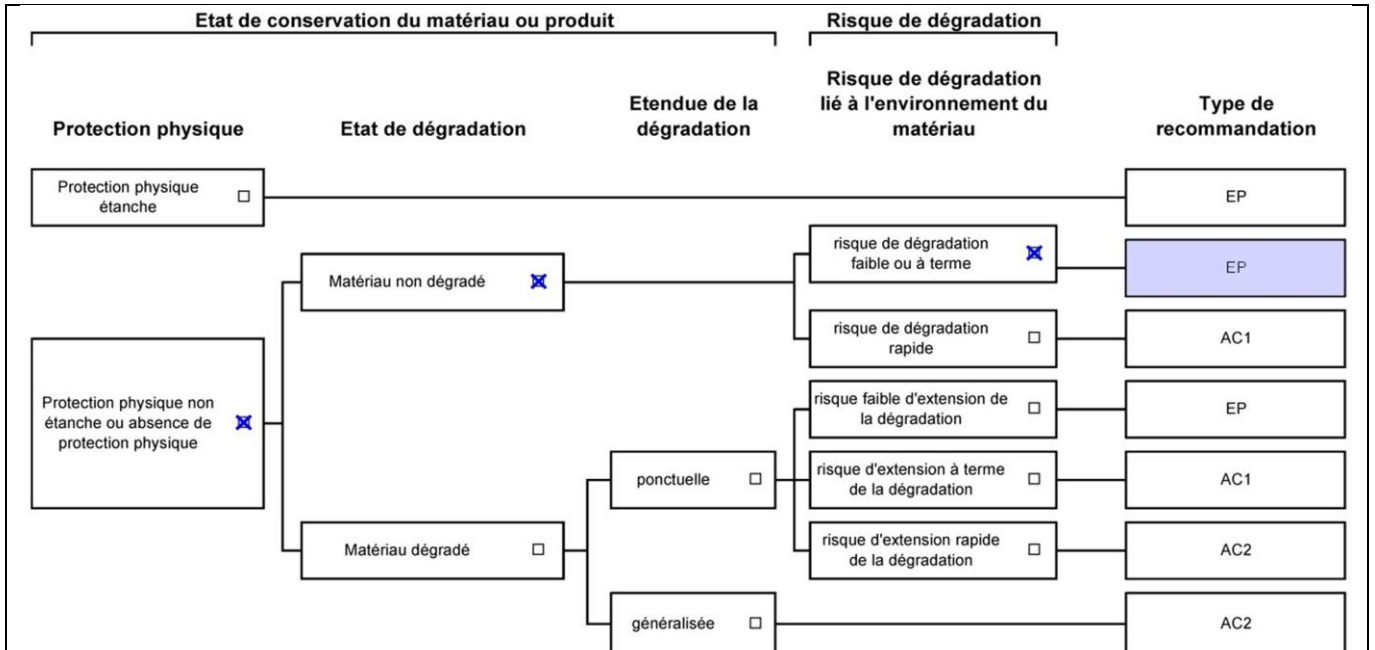 Etat de conservation du matériau ou produit
Risque de dégradation
Protection physique
Etat de dégradation
Etendue de la
dégradation
Risque de dégradation
lié à l'environnement du
matériau
Type de
recommandation
Protection physique
étanche
EP
Matériau non dégradé
risque de dégradation
faible ou à terme
EP
risque de dégradation
rapide
AC1
Protection physique non
étanche ou absence de
protection physique
risque faible d'extension de
la dégradation
EP
ponctuelle
risque d'extension à terme
de la dégradation
AC1
Matériau dégradé
risque d'extension rapide
de la dégradation
AC2
généralisée
AC2